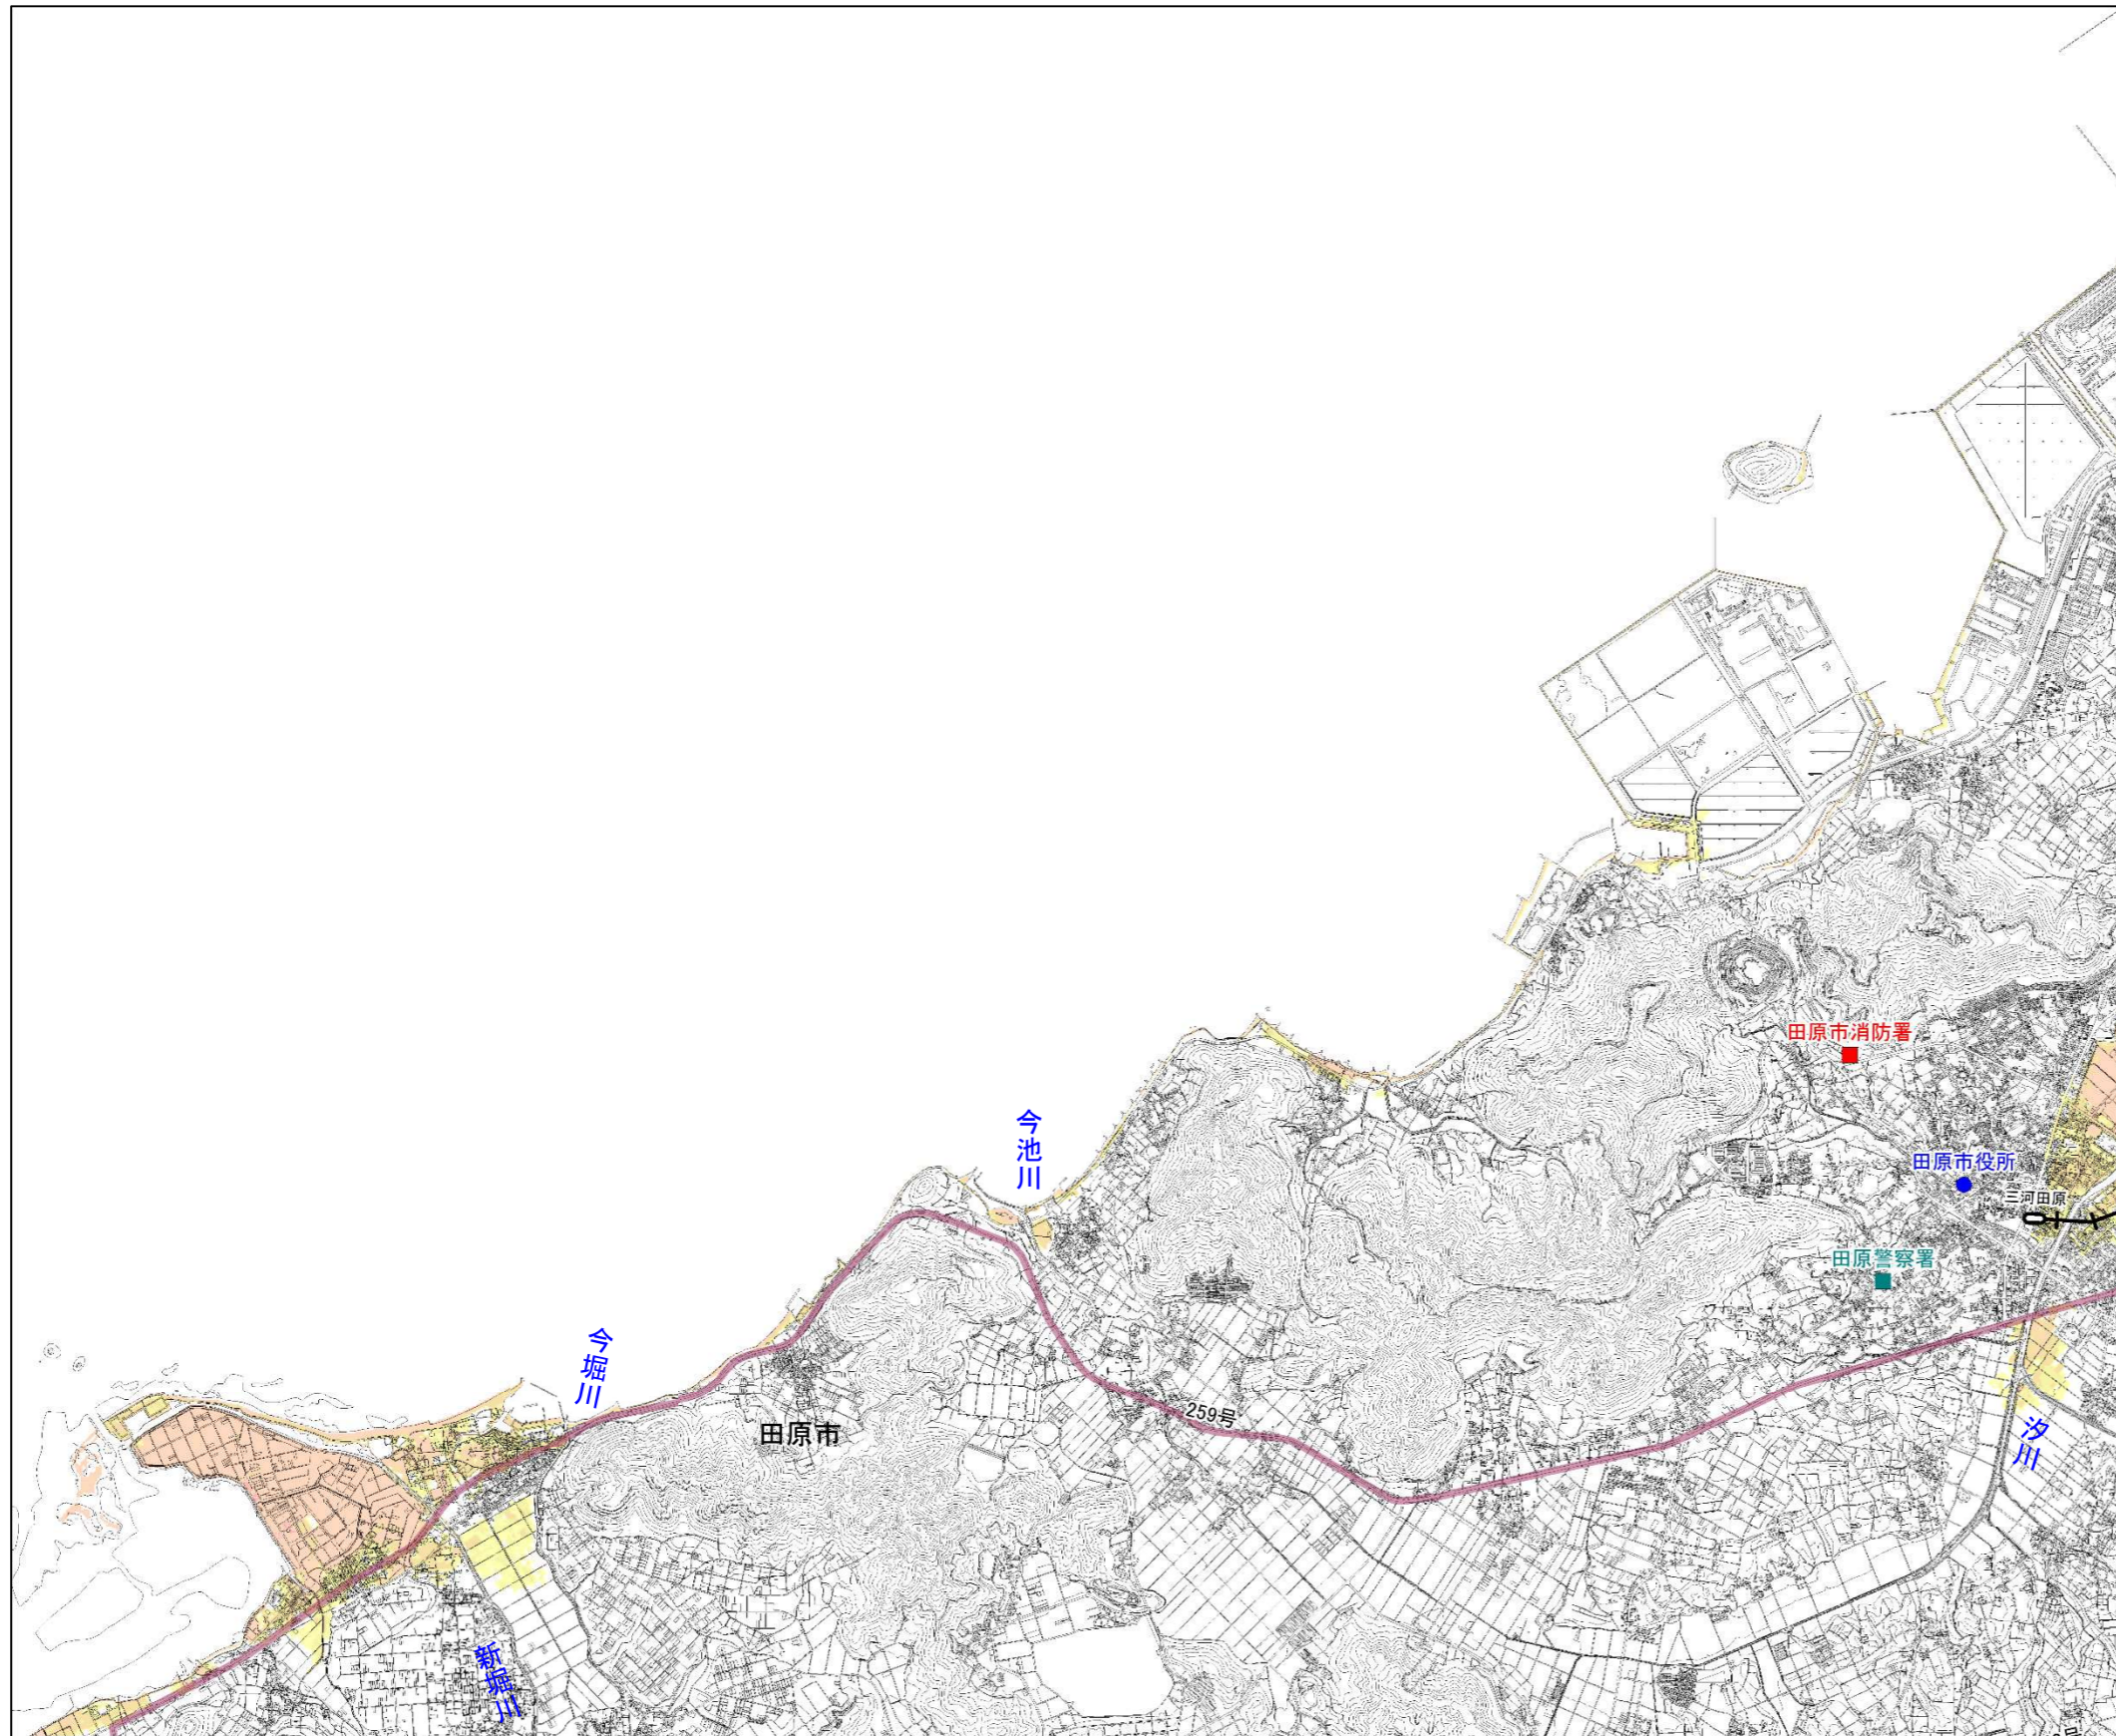 田原市消防署
今池川
田原市役所
三河田原
田原警察署
今堀川
259号
田原市
汐川
新堀川
号